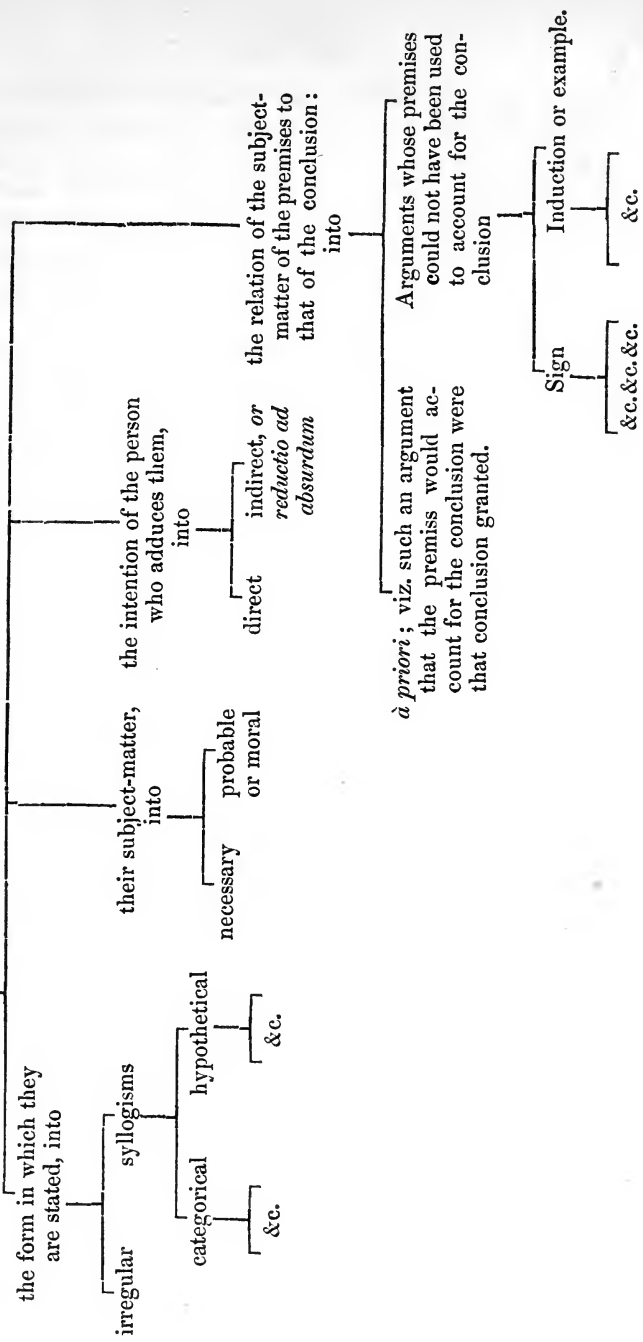 the form in which they
are stated, into
irregular
syllogisms
categorical
hypothetical
&c.
&c.
their subject-matter,
into
necessary
probable
or moral
the intention of the person
who adduces them,
into
direct
indirect, or
reductio ad
absurdum
the relation of the subject-
matter of the premises to
that of the conclusion:
into
à priori; viz. such an argument
that the premiss would ac-
count for the conclusion were
that conclusion granted.
Arguments whose premises
could not have been used
to account for the con-
clusion
Sign
Induction or example.
&c.&c.&c.
&c.